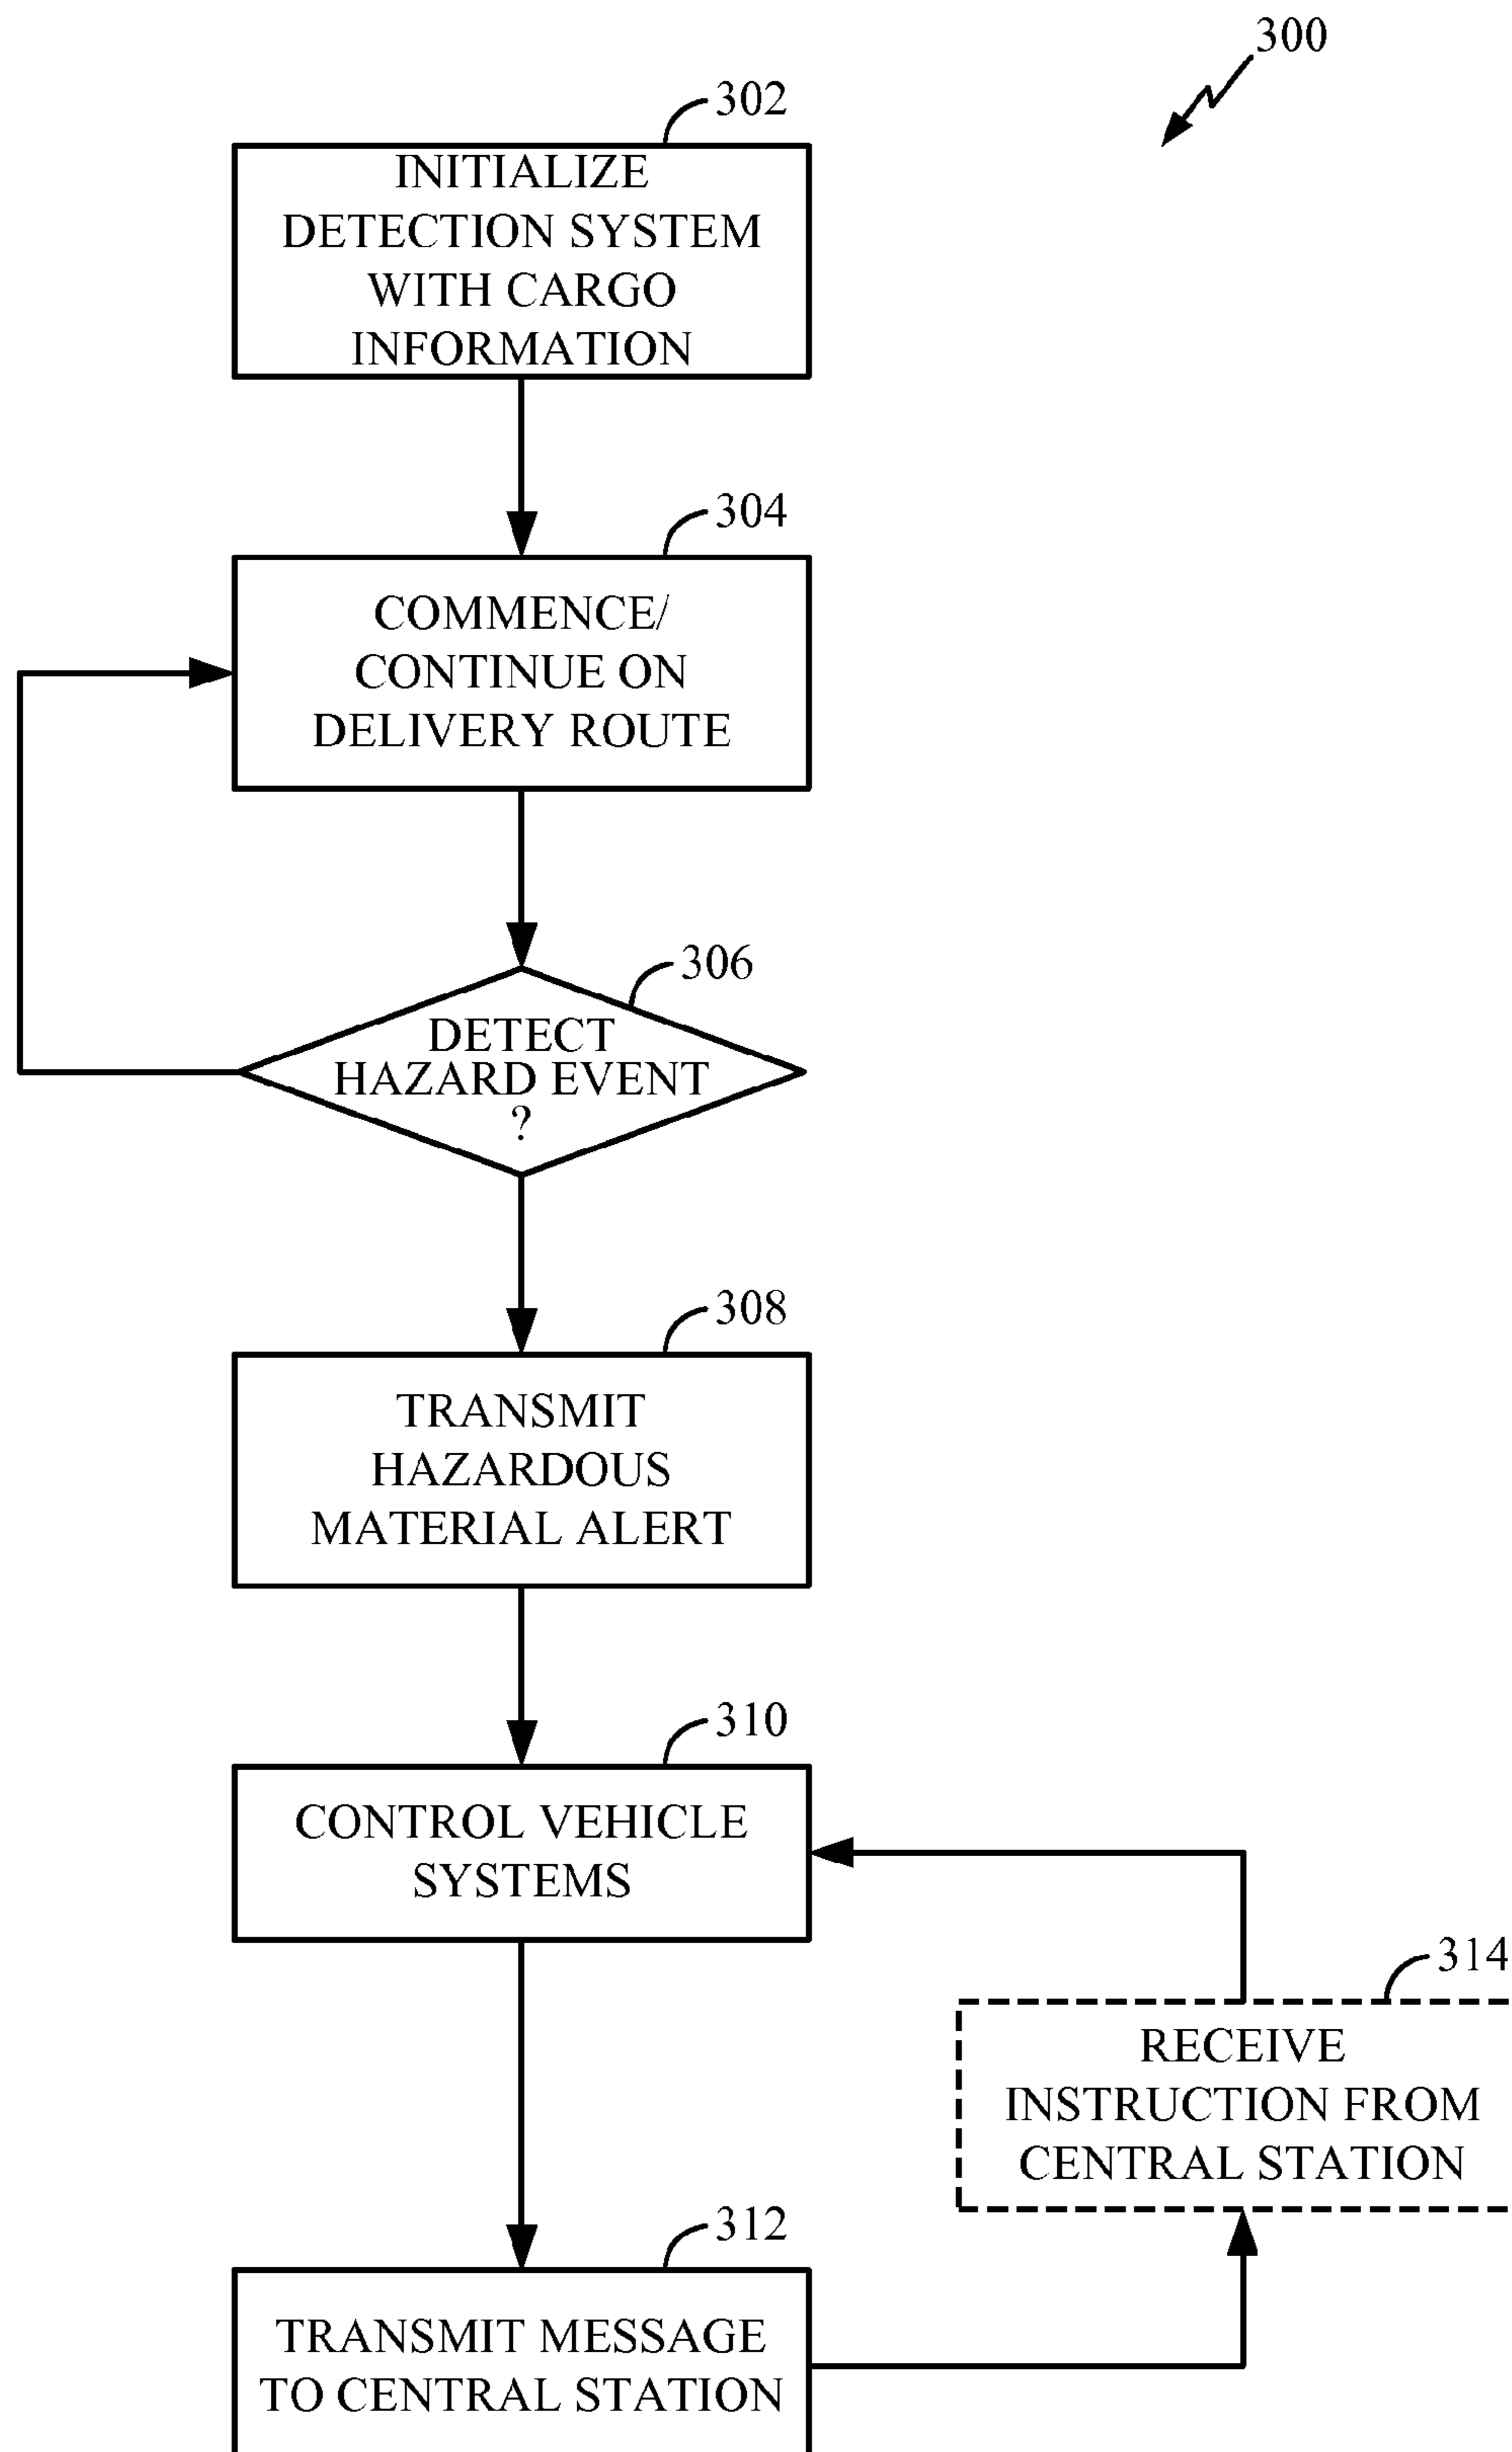 300
302
INITIALIZE
DETECTION SYSTEM
WITH CARGO
INFORMATION
304
COMMENCE/
CONTINUE ON
DELIVERY ROUTE
306
DETECT
HAZARD EVENT
?
308
TRANSMIT
HAZARDOUS
MATERIAL ALERT
310
CONTROL VEHICLE
SYSTEMS
314
RECEIVE
INSTRUCTION FROM
CENTRAL STATION
312
TRANSMIT MESSAGE
TO CENTRAL STATION